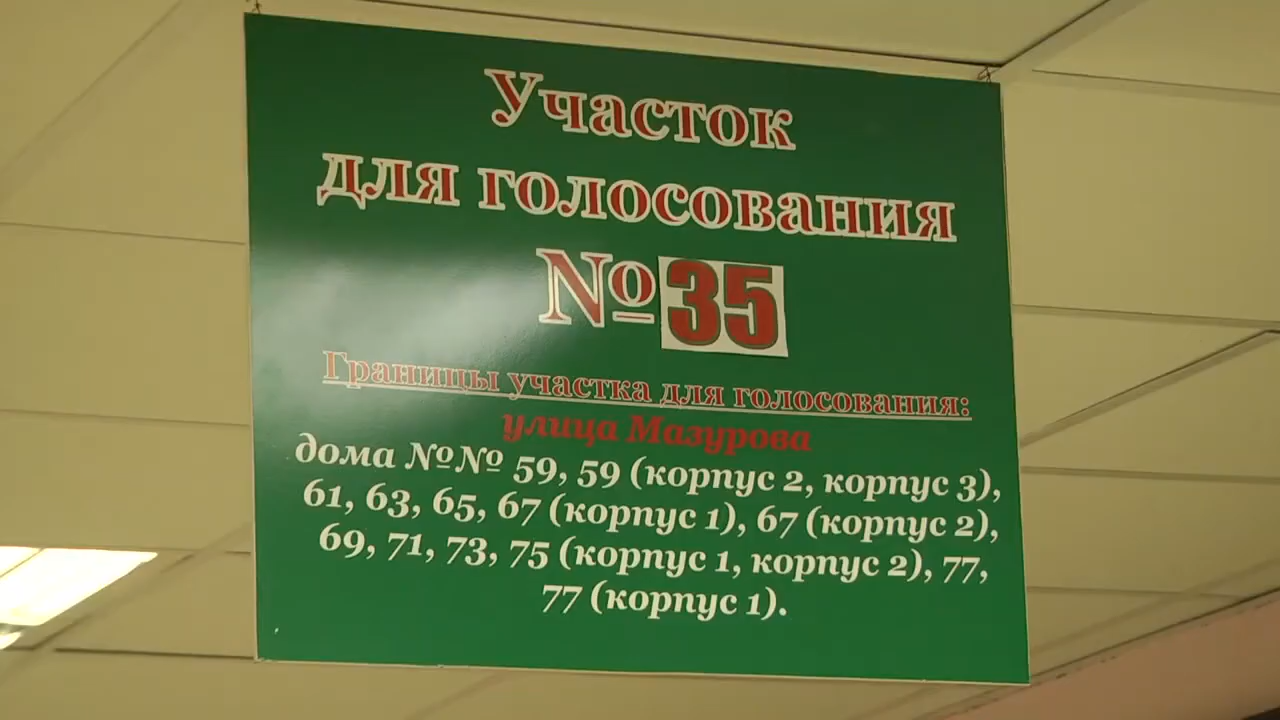 Участок
для голосования
№35
Границы участка для голосования:
улица Мазурова
дома №№ 59, 59 (корпус 2, корпус 3),
61, 63, 65, 67 (корпус 1), 67 (корпус 2),
69, 71, 73, 75 (корпус 1, корпус 2), 77,
77 (корпус 1).